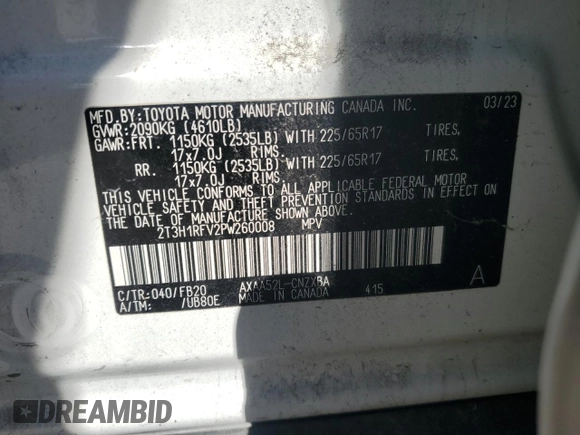 MFD.BY:TOYOTA MOTOR MANUFACTURING CANADA INC. 03/23
GVWR:2090KG (4610LB)
GAWR:FRT. 1150KG (2535LB) WITH 225/65R17 TIRES,
17x7.0J RIMS.
RR. 1150KG (2535LB) WITH 225/65R17 TIRES,
17x7.0J RIMS.
THIS VEHICLE CONFORMS TO ALL APPLICABLE FEDERAL MOTOR
VEHICLE SAFETY AND THEFT PREVENTION STANDARDS IN EFFECT ON
THE DATE OF MANUFACTURE SHOWN ABOVE.
2T3H1RFV2PW260008 MPV
C/TR:040/FB20 AXAA52L-CNZXBA 415 A
A/TM: /UB80E MADE IN CANADA
DREAMBID